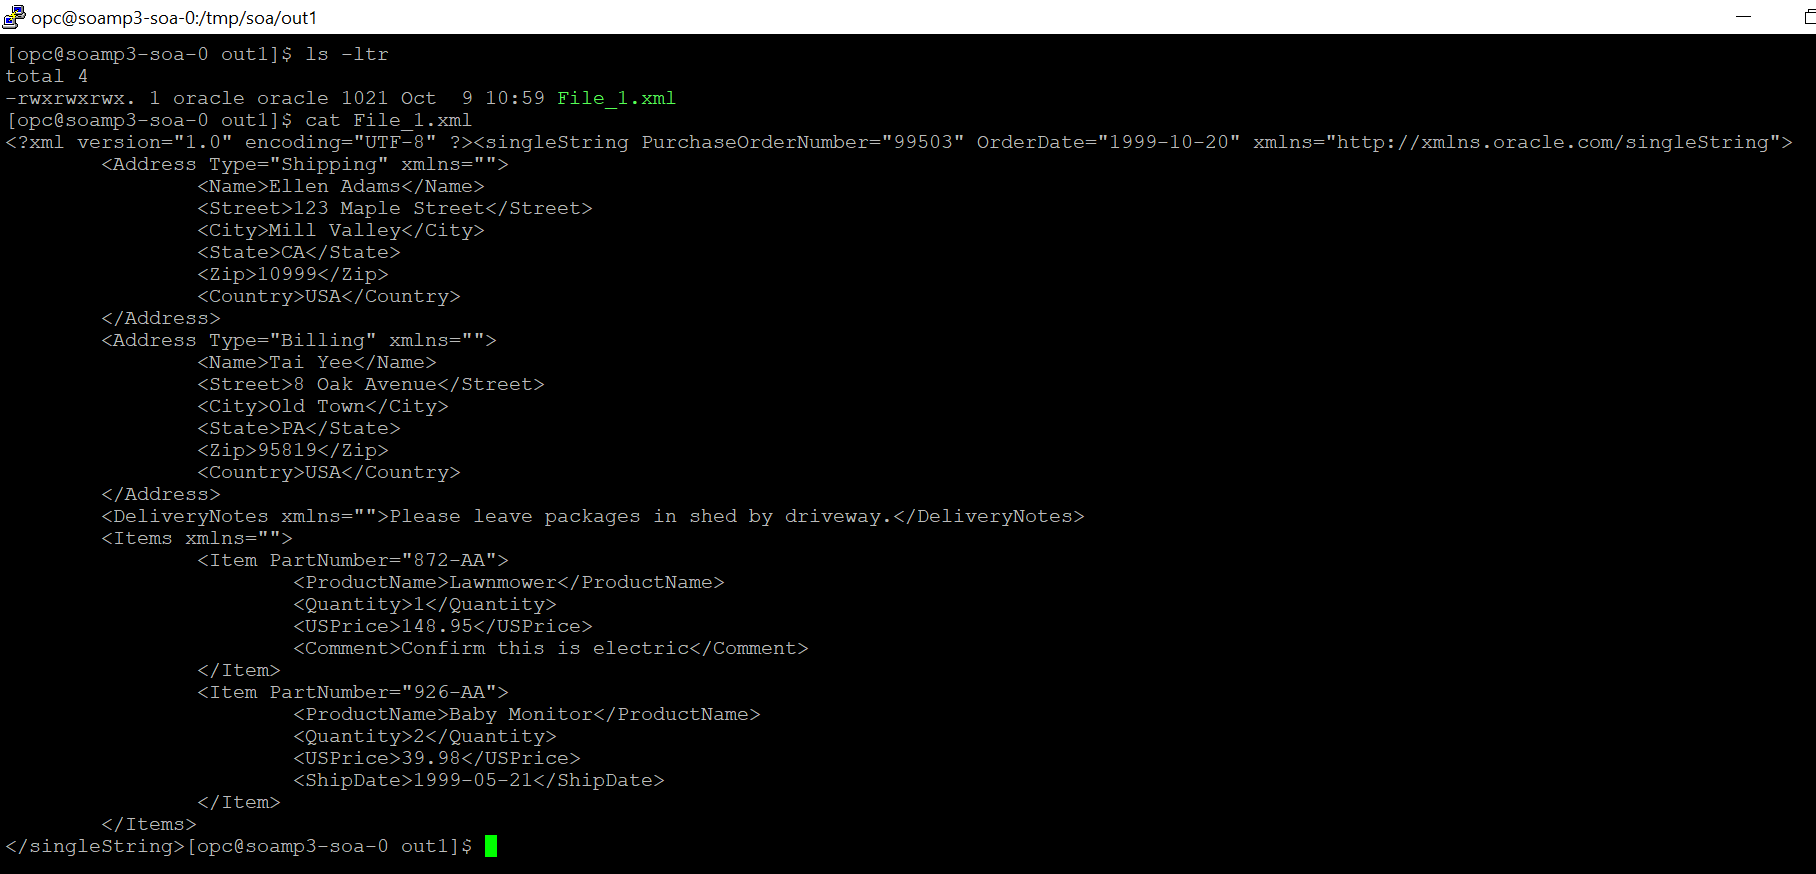 opc@soamp3-soa-0:/tmp/soa/out1
[opc@soamp3-soa-0 out1]$ ls -ltr
total 4
-rwxrwxrwx. 1 oracle oracle 1021 Oct  9 10:59 File_1.xml
[opc@soamp3-soa-0 out1]$ cat File_1.xml
<?xml version="1.0" encoding="UTF-8" ?><singleString PurchaseOrderNumber="99503" OrderDate="1999-10-20" xmlns="http://xmlns.oracle.com/singleString">
        <Address Type="Shipping" xmlns="">
                <Name>Ellen Adams</Name>
                <Street>123 Maple Street</Street>
                <City>Mill Valley</City>
                <State>CA</State>
                <Zip>10999</Zip>
                <Country>USA</Country>
        </Address>
        <Address Type="Billing" xmlns="">
                <Name>Tai Yee</Name>
                <Street>8 Oak Avenue</Street>
                <City>Old Town</City>
                <State>PA</State>
                <Zip>95819</Zip>
                <Country>USA</Country>
        </Address>
        <DeliveryNotes xmlns="">Please leave packages in shed by driveway.</DeliveryNotes>
        <Items xmlns="">
                <Item PartNumber="872-AA">
                        <ProductName>Lawnmower</ProductName>
                        <Quantity>1</Quantity>
                        <USPrice>148.95</USPrice>
                        <Comment>Confirm this is electric</Comment>
                </Item>
                <Item PartNumber="926-AA">
                        <ProductName>Baby Monitor</ProductName>
                        <Quantity>2</Quantity>
                        <USPrice>39.98</USPrice>
                        <ShipDate>1999-05-21</ShipDate>
                </Item>
        </Items>
</singleString>[opc@soamp3-soa-0 out1]$